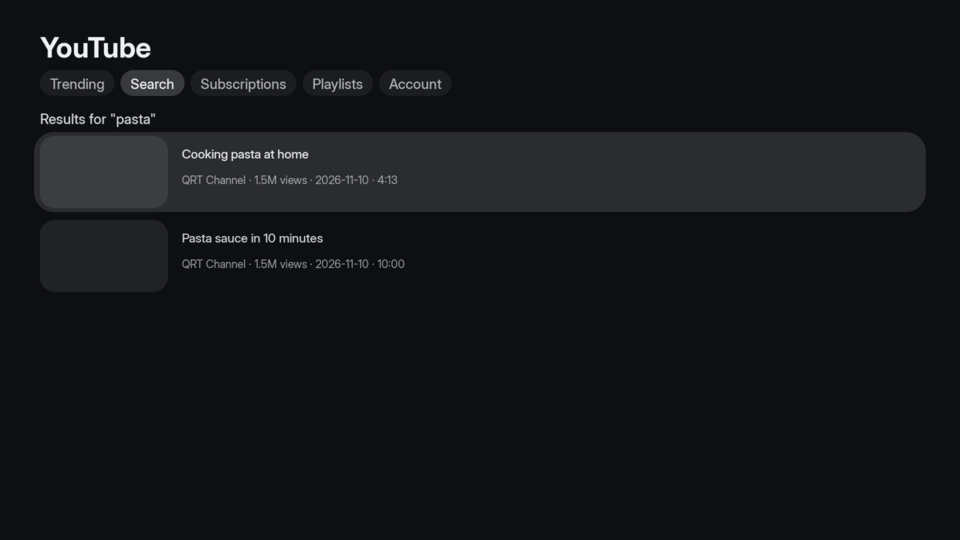 YouTube
Trending Search Subscriptions Playlists Account
Results for "pasta"
Cooking pasta at home
QRT Channel · 1.5M views · 2026-11-10 · 4:13
Pasta sauce in 10 minutes
QRT Channel · 1.5M views · 2026-11-10 · 10:00